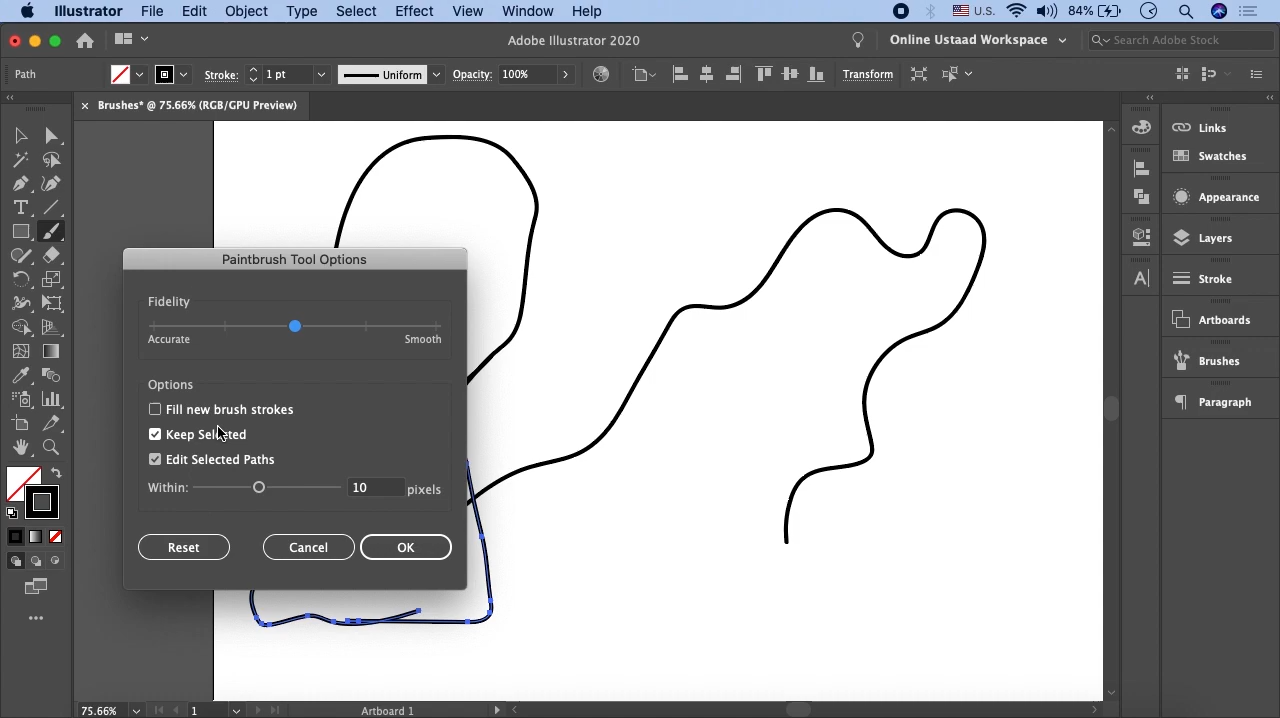 Illustrator File Edit Object Type Select Effect View Window Help U.S. 84%
Adobe Illustrator 2020 Online Ustaad Workspace Search Adobe Stock
Path Stroke: 1 pt Uniform Opacity: 100% Transform
× Brushes* @ 75.66% (RGB/GPU Preview)
Links
Swatches
Appearance
Layers
Stroke
Artboards
Brushes
Paragraph
Paintbrush Tool Options
Fidelity
Accurate Smooth
Options
Fill new brush strokes
Keep Selected
Edit Selected Paths
Within: 10 pixels
Reset Cancel OK
75.66% 1 Artboard 1